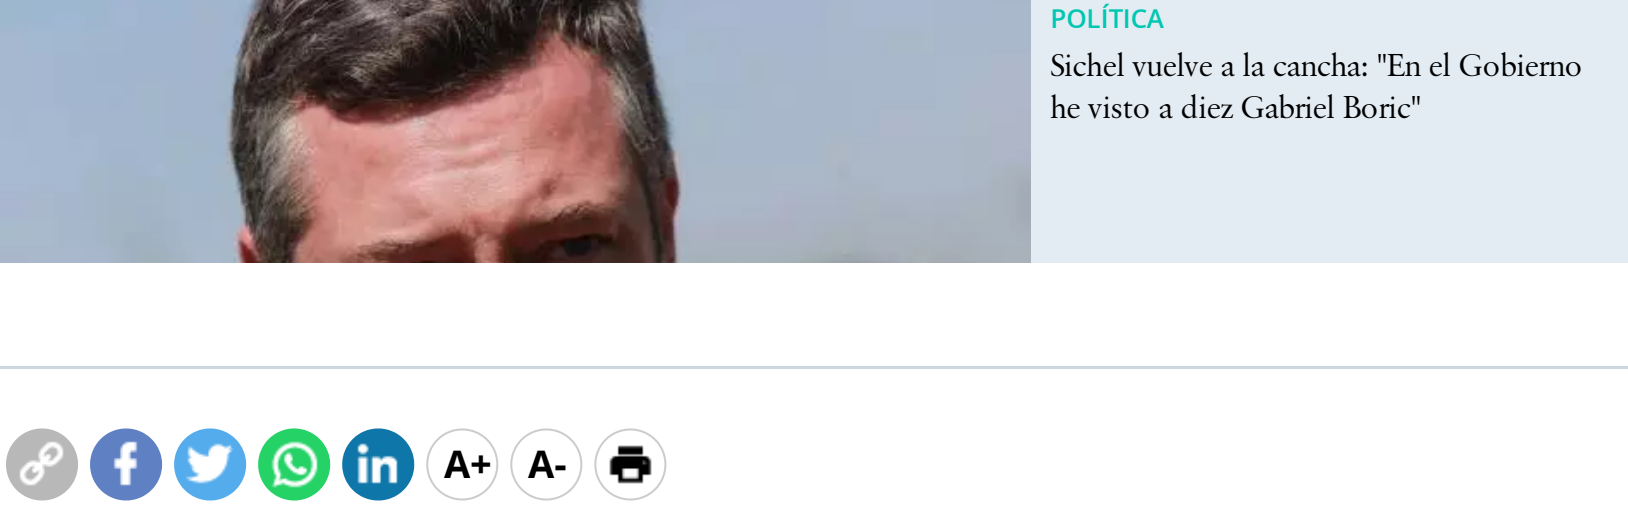 POLÍTICA
Sichel vuelve a la cancha: "En el Gobierno
he visto a diez Gabriel Boric"
A+ A-